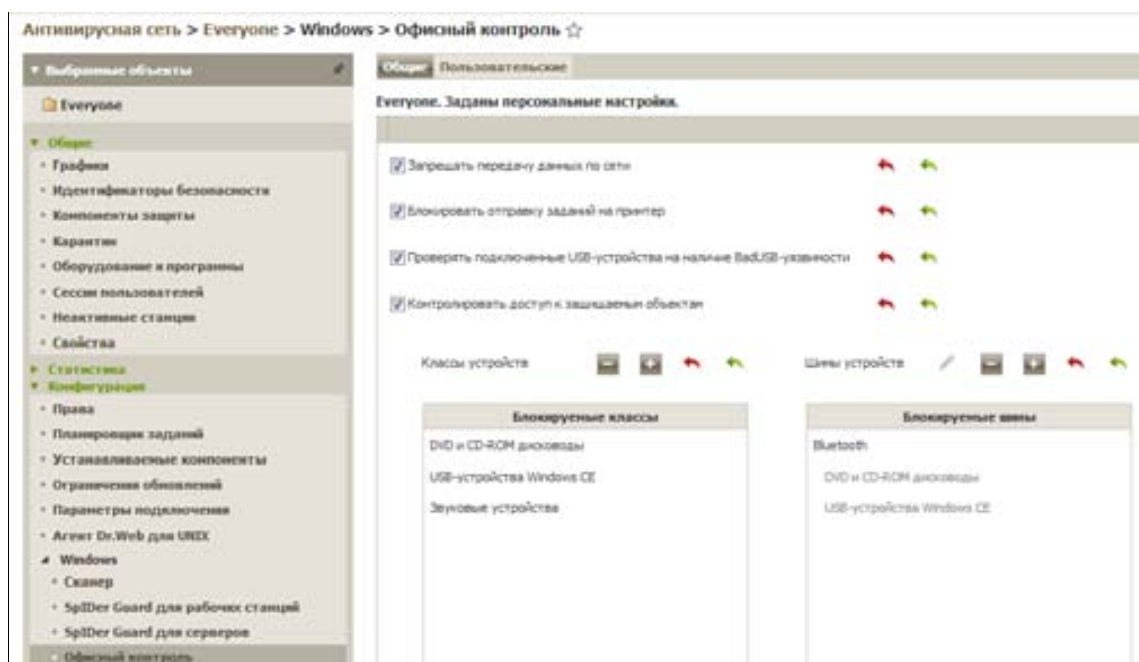 Антивирусная сеть > Everyone > Windows > Офисный контроль
Выбранные объекты
Everyone
Общие
Графики
Идентификаторы безопасности
Компоненты защиты
Карантин
Оборудование и программы
Сессии пользователей
Неактивные станции
Свойства
Статистика
Конфигурация
Права
Планировщик заданий
Устанавливаемые компоненты
Ограничения обновлений
Параметры подключения
Агент Dr.Web для UNIX
Windows
Сканер
SpIDer Guard для рабочих станций
SpIDer Guard для серверов
Офисный контроль
Общие Пользовательские
Everyone. Заданы персональные настройки.
Запрещать передачу данных по сети
Блокировать отправку заданий на принтер
Проверять подключенные USB-устройства на наличие BadUSB-уязвимости
Контролировать доступ к защищаемым объектам
Классы устройств
Шины устройств
Блокируемые классы
DVD и CD-ROM дисководы
USB-устройства Windows CE
Звуковые устройства
Блокируемые шины
Bluetooth
DVD и CD-ROM дисководы
USB-устройства Windows CE